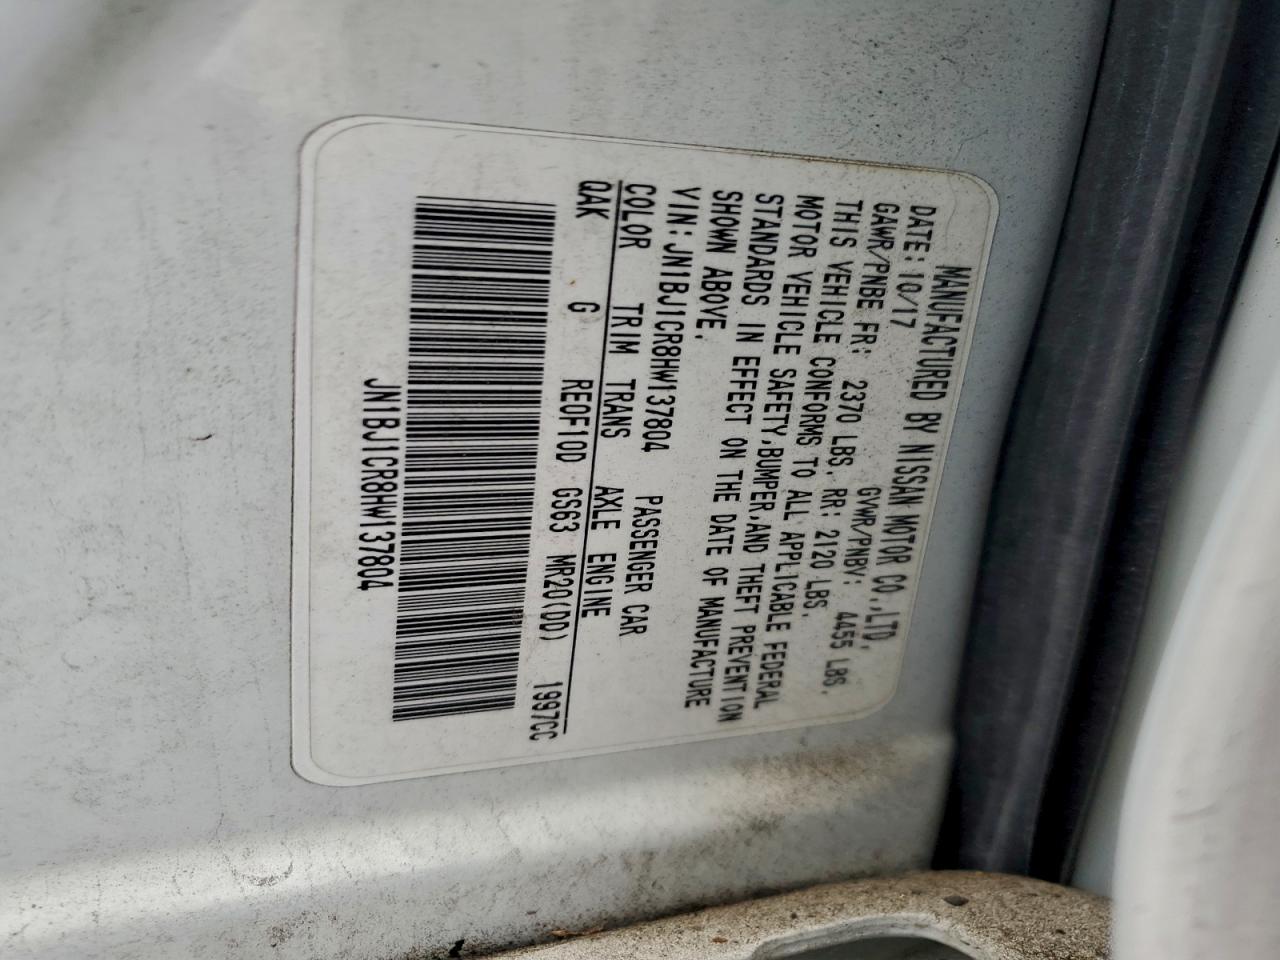 MANUFACTURED BY NISSAN MOTOR CO.,LTD.
DATE: 10/17 GVWR/PNBV: 4455 LBS.
GAWR/PNBE FR: 2370 LBS. RR: 2120 LBS.
THIS VEHICLE CONFORMS TO ALL APPLICABLE FEDERAL
MOTOR VEHICLE SAFETY,BUMPER,AND THEFT PREVENTION
STANDARDS IN EFFECT ON THE DATE OF MANUFACTURE
SHOWN ABOVE.
VIN: JN1BJ1CR8HW137804 PASSENGER CAR
COLOR TRIM TRANS AXLE ENGINE
QAK G REOF10D GS63 MR20(DD) 1997CC
JN1BJ1CR8HW137804